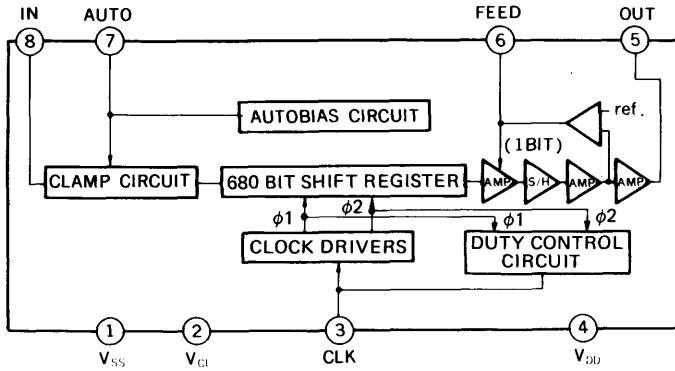 IN AUTO FEED OUT
8 7 6 5
ref.
AUTOBIAS CIRCUIT
(1BIT)
CLAMP CIRCUIT 680 BIT SHIFT REGISTER AMP S/H AMP AMP
ϕ1 ϕ2 ϕ1 ϕ2
CLOCK DRIVERS DUTY CONTROL
CIRCUIT
1 2 3 4
VSS VCL CLK VDD